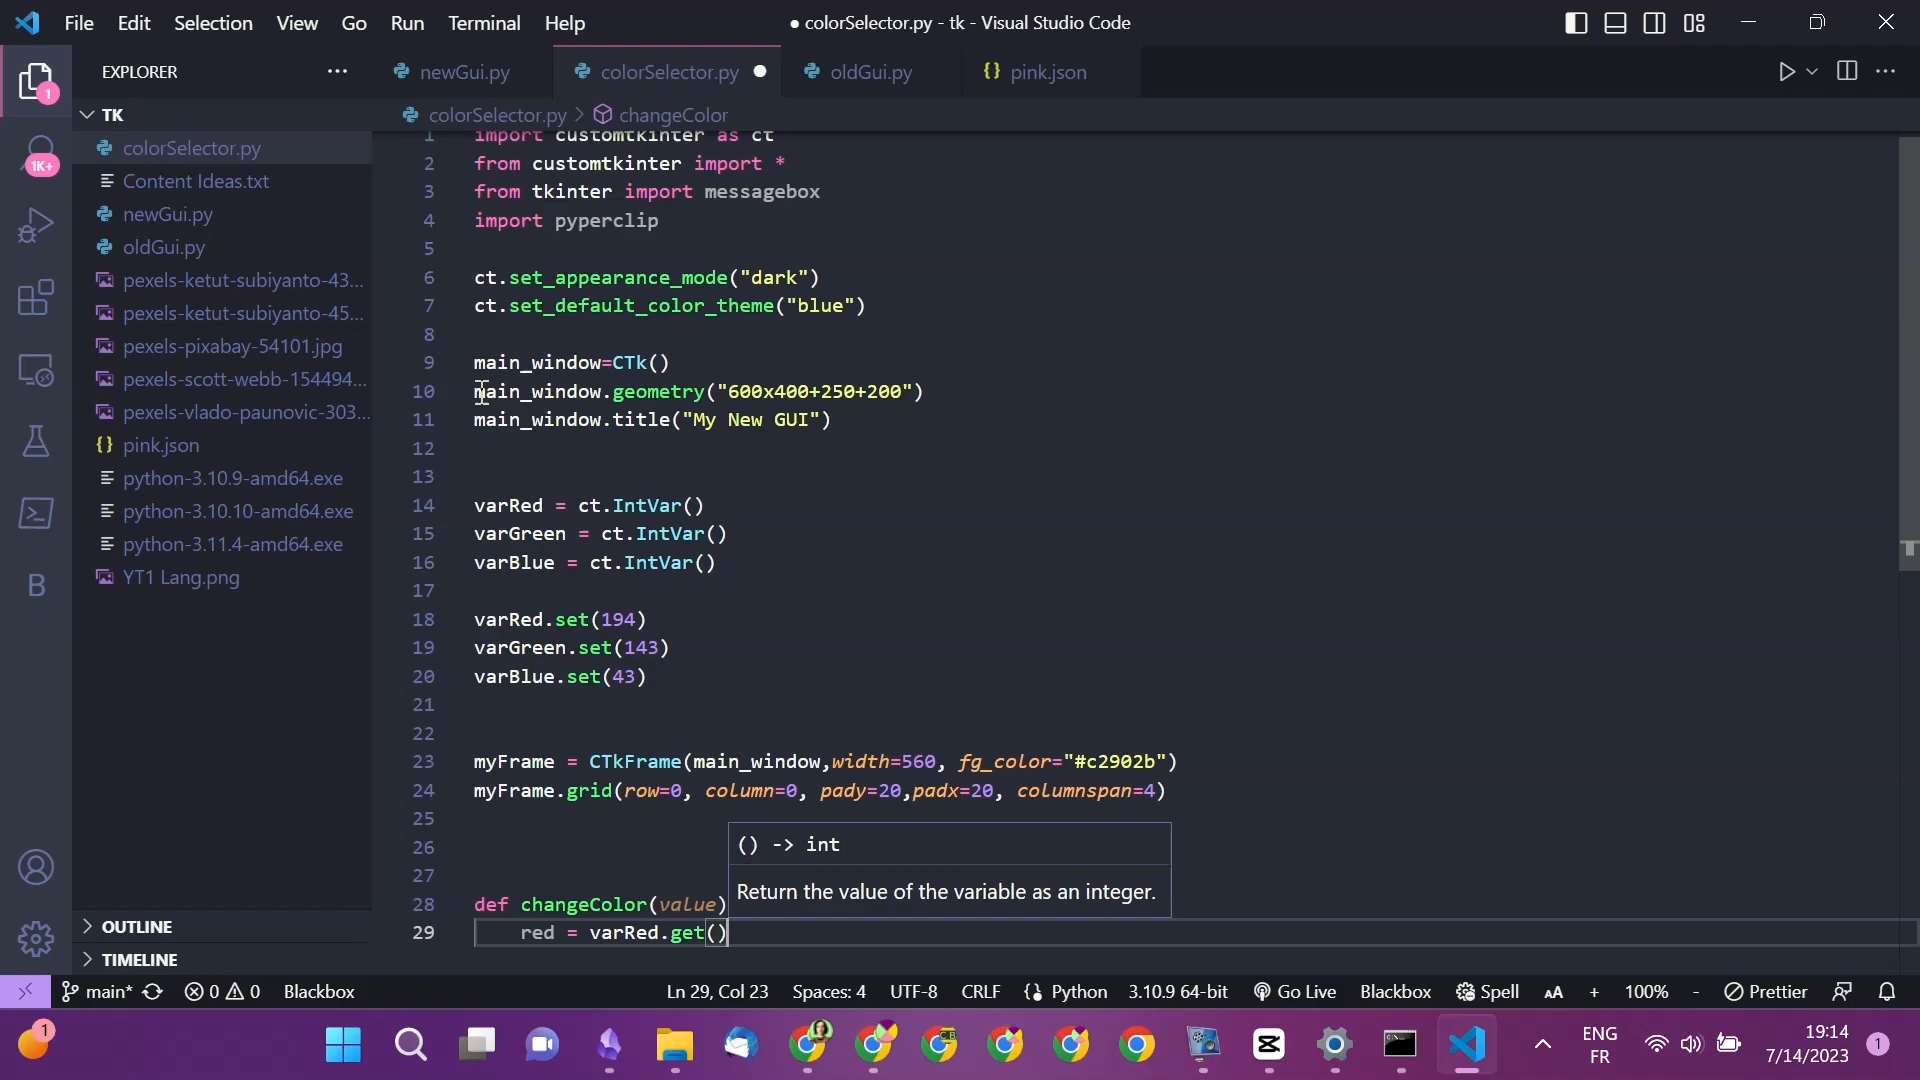 File Edit Selection View Go Run Terminal Help
● colorSelector.py - tk - Visual Studio Code
EXPLORER
newGui.py
colorSelector.py
oldGui.py
{} pink.json
1
TK
colorSelector.py > changeColor
colorSelector.py
Content Ideas.txt
newGui.py
oldGui.py
pexels-ketut-subiyanto-43...
pexels-ketut-subiyanto-45...
pexels-pixabay-54101.jpg
pexels-scott-webb-154494...
pexels-vlado-paunovic-303...
{} pink.json
python-3.10.9-amd64.exe
python-3.10.10-amd64.exe
python-3.11.4-amd64.exe
YT1 Lang.png
OUTLINE
TIMELINE
1K+
B
1 import customtkinter as ct
2 from customtkinter import *
3 from tkinter import messagebox
4 import pyperclip
5
6 ct.set_appearance_mode("dark")
7 ct.set_default_color_theme("blue")
8
9 main_window=CTk()
10 main_window.geometry("600x400+250+200")
11 main_window.title("My New GUI")
12
13
14 varRed = ct.IntVar()
15 varGreen = ct.IntVar()
16 varBlue = ct.IntVar()
17
18 varRed.set(194)
19 varGreen.set(143)
20 varBlue.set(43)
21
22
23 myFrame = CTkFrame(main_window,width=560, fg_color="#c2902b")
24 myFrame.grid(row=0, column=0, pady=20,padx=20, columnspan=4)
25
26
27
28 def changeColor(value)
29 red = varRed.get()
() -> int
Return the value of the variable as an integer.
main* 0 0 Blackbox
Ln 29, Col 23 Spaces: 4 UTF-8 CRLF Python 3.10.9 64-bit Go Live Blackbox Spell AA + 100% - Prettier
1
CB
ENG
FR
19:14
7/14/2023
1